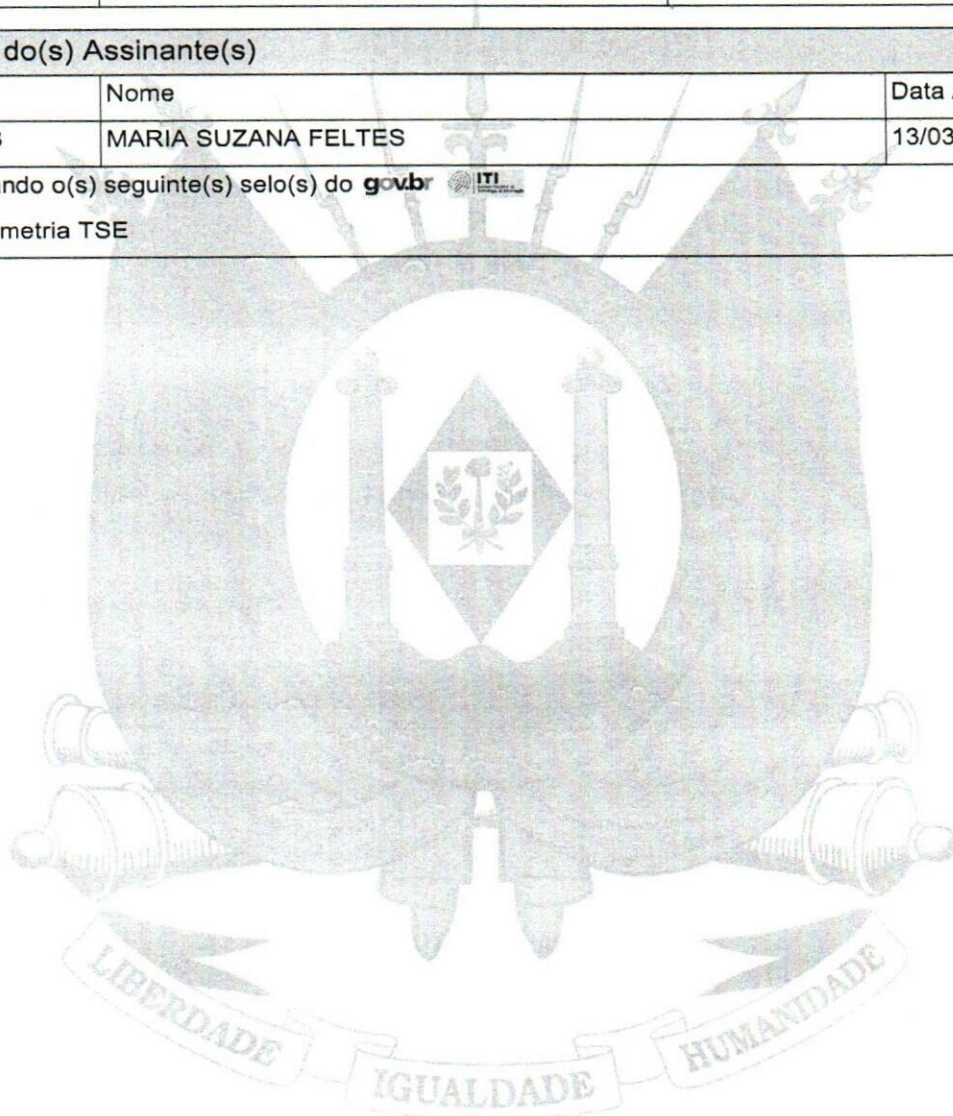 do(s) Assinante(s)
Nome Data
MARIA SUZANA FELTES 13/03
ndo o(s) seguinte(s) selo(s) do gov.br ITI
metria TSE
LIBERDADE
IGUALDADE
HUMANIDADE